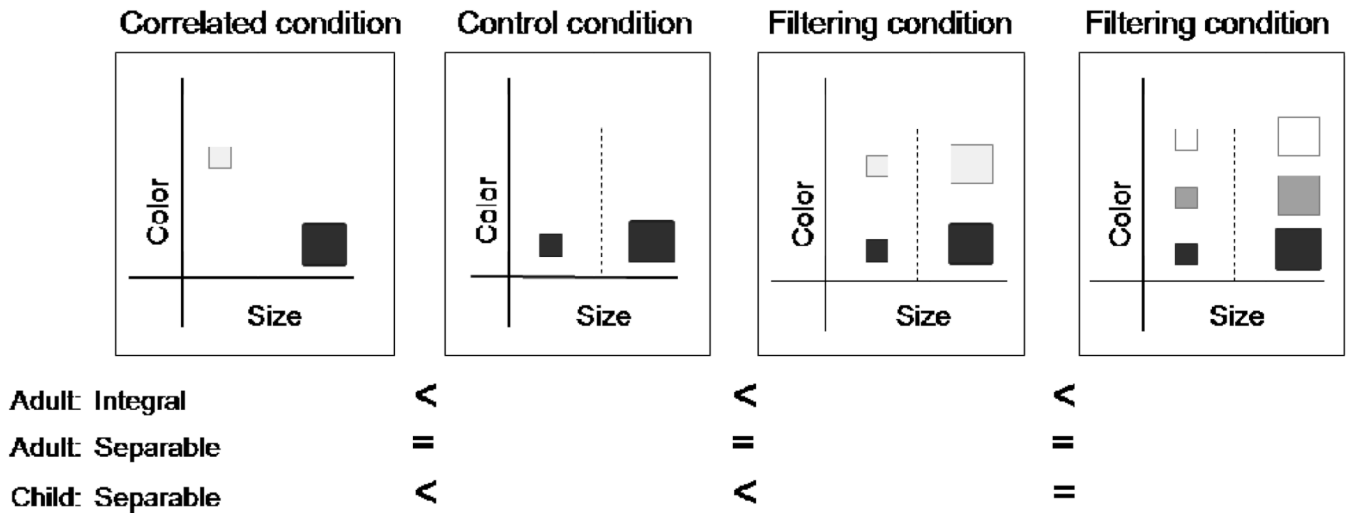 Correlated condition Control condition Filtering condition Filtering condition
Color Color Color Color
Size Size Size Size
Adult: Integral < < <
Adult: Separable = = =
Child: Separable < < =